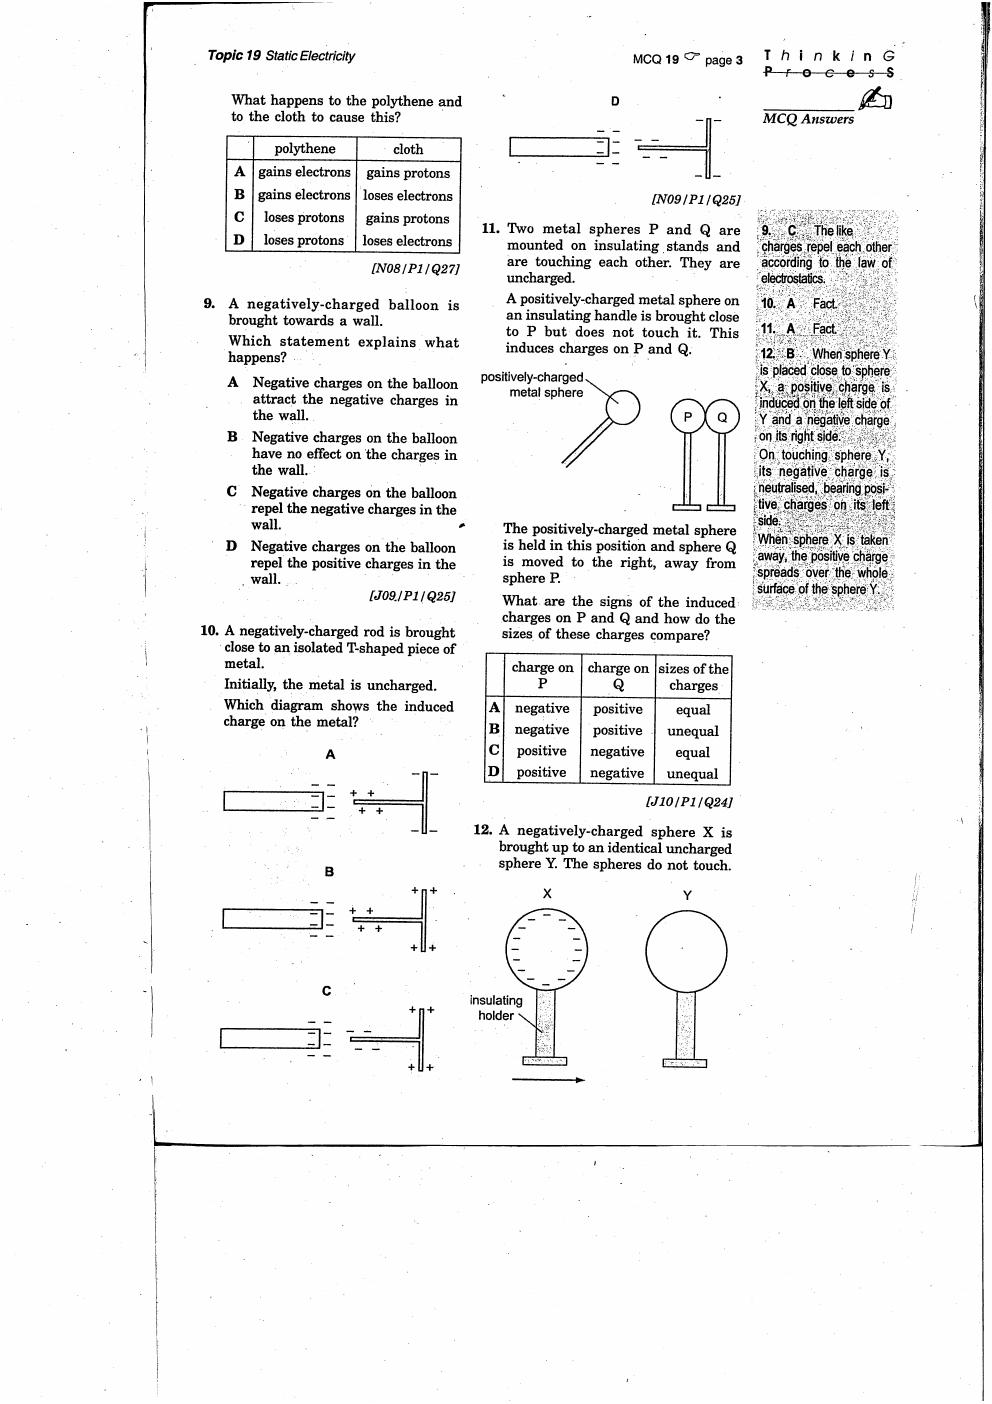 Topic 19 Static Electricity
MCQ 19 ☞ page 3
ThinkinG
ProcesS
MCQ Answers
What happens to the polythene and
to the cloth to cause this?
polythene cloth
A gains electrons gains protons
B gains electrons loses electrons
C loses protons gains protons
D loses protons loses electrons
[N08/P1/Q27]
9. A negatively-charged balloon is
brought towards a wall.
Which statement explains what
happens?
A Negative charges on the balloon
attract the negative charges in
the wall.
B Negative charges on the balloon
have no effect on the charges in
the wall.
C Negative charges on the balloon
repel the negative charges in the
wall.
D Negative charges on the balloon
repel the positive charges in the
wall.
[J09/P1/Q25]
10. A negatively-charged rod is brought
close to an isolated T-shaped piece of
metal.
Initially, the metal is uncharged.
Which diagram shows the induced
charge on the metal?
A
− −
− −
− −
− −
+ +
+ +
− −
− −
B
− −
− −
− −
− −
+ +
+ +
+ +
+ +
C
− −
− −
− −
− −
− −
− −
+ +
+ +
D
− −
− −
− −
− −
− −
− −
− −
− −
[N09/P1/Q25]
11. Two metal spheres P and Q are
mounted on insulating stands and
are touching each other. They are
uncharged.
A positively-charged metal sphere on
an insulating handle is brought close
to P but does not touch it. This
induces charges on P and Q.
positively-charged
metal sphere
P Q
The positively-charged metal sphere
is held in this position and sphere Q
is moved to the right, away from
sphere P.
What are the signs of the induced
charges on P and Q and how do the
sizes of these charges compare?
charge on charge on sizes of the
P Q charges
A negative positive equal
B negative positive unequal
C positive negative equal
D positive negative unequal
[J10/P1/Q24]
12. A negatively-charged sphere X is
brought up to an identical uncharged
sphere Y. The spheres do not touch.
X Y
insulating
holder
9. C The like
charges repel each other
according to the law of
electrostatics.
10. A Fact.
11. A Fact.
12. B When sphere Y
is placed close to sphere
X, a positive charge is
induced on the left side of
Y and a negative charge
on its right side.
On touching sphere Y,
its negative charge is
neutralised, bearing posi-
tive charges on its left
side.
When sphere X is taken
away, the positive charge
spreads over the whole
surface of the sphere Y.